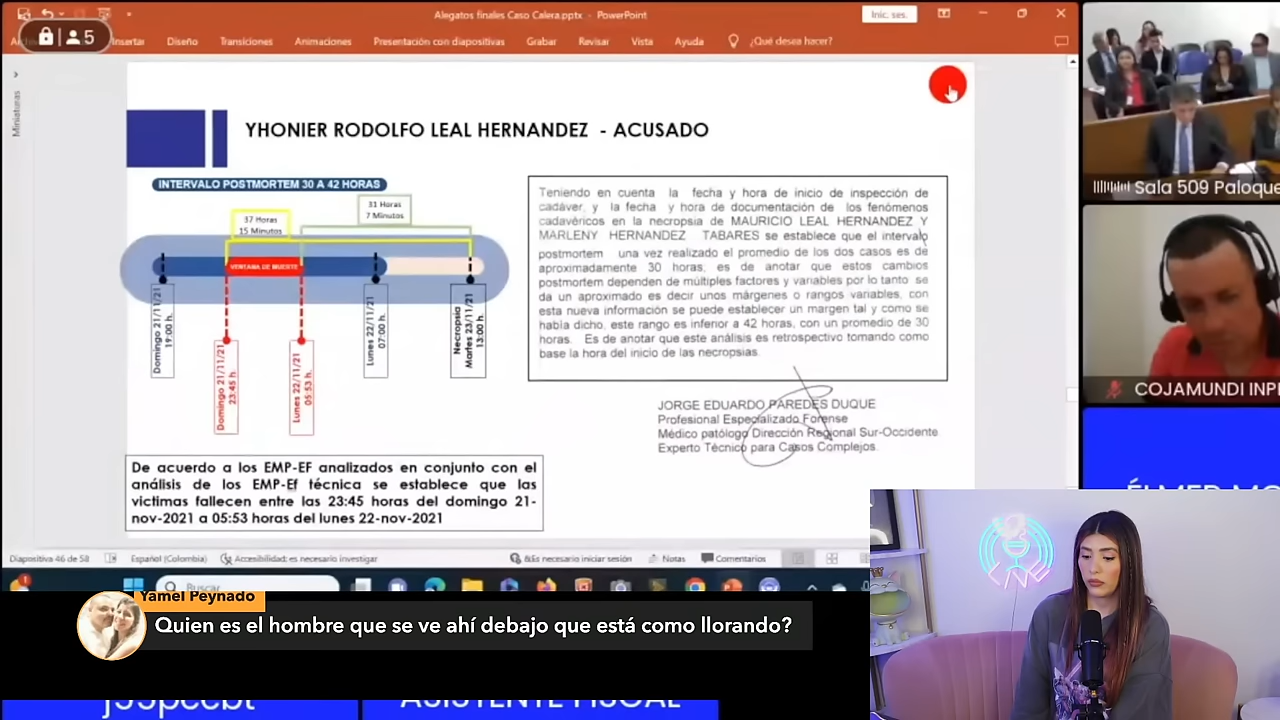 Alegatos finales Caso Calera.pptx - PowerPoint
Inic. ses.
5
Insertar
Diseño
Transiciones
Animaciones
Presentación con diapositivas
Grabar
Revisar
Vista
Ayuda
¿Qué desea hacer?
Miniaturas
YHONIER RODOLFO LEAL HERNANDEZ - ACUSADO
INTERVALO POSTMORTEM 30 A 42 HORAS
37 Horas
15 Minutos
31 Horas
7 Minutos
VENTANA DE MUERTE
Domingo 21/11/21
19:00 h.
Domingo 21/11/21
23:45 h
Lunes 22/11/21
05:53 h.
Lunes 22/11/21
07:00 h.
Necropsia
Martes 23/11/21
13:00 h.
Teniendo en cuenta la fecha y hora de inicio de inspección de
cadáver, y la fecha y hora de documentación de los fenómenos
cadavéricos en la necropsia de MAURICIO LEAL HERNANDEZ Y
MARLENY HERNANDEZ TABARES se establece que el intervalo
postmortem una vez realizado el promedio de los dos casos es de
aproximadamente 30 horas, es de anotar que estos cambios
postmortem dependen de múltiples factores y variables por lo tanto se
da un aproximado es decir unos márgenes o rangos variables, con
esta nueva información se puede establecer un margen tal y como se
había dicho, este rango es inferior a 42 horas, con un promedio de 30
horas. Es de anotar que este análisis es retrospectivo tomando como
base la hora del inicio de las necropsias.
JORGE EDUARDO PAREDES DUQUE
Profesional Especializado Forense
Médico patólogo Dirección Regional Sur-Occidente
Experto Técnico para Casos Complejos.
De acuerdo a los EMP-EF analizados en conjunto con el
análisis de los EMP-Ef técnica se establece que las
victimas fallecen entre las 23:45 horas del domingo 21-
nov-2021 a 05:53 horas del lunes 22-nov-2021
Diapositiva 46 de 58
Español (Colombia)
Accesibilidad: es necesario investigar
Es necesario iniciar sesión
Notas
Comentarios
Buscar
Sala 509 Paloque
COJAMUNDI INPE
Yamel Peynado
Quien es el hombre que se ve ahí debajo que está como llorando?
ASISTENTE FISCAL